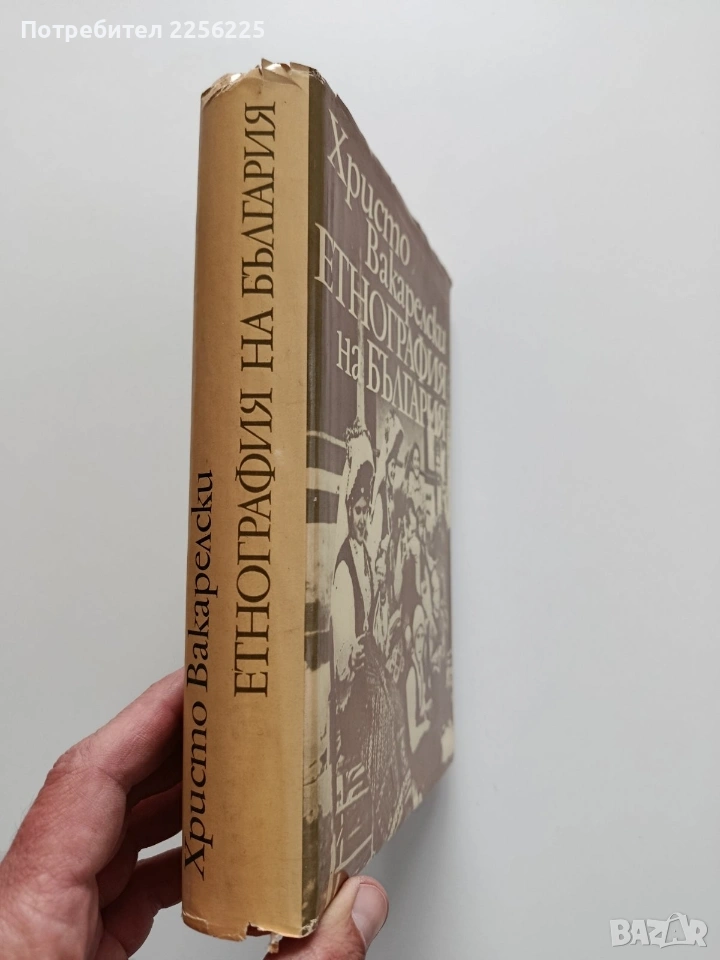 Потребител 2256225
Христо Вакарелски
ЕТНОГРАФИЯ НА БЪЛГАРИЯ
Христо
Вакарелски
ЕТНОГРАФИЯ
на БЪЛГАРИЯ
BAZAR